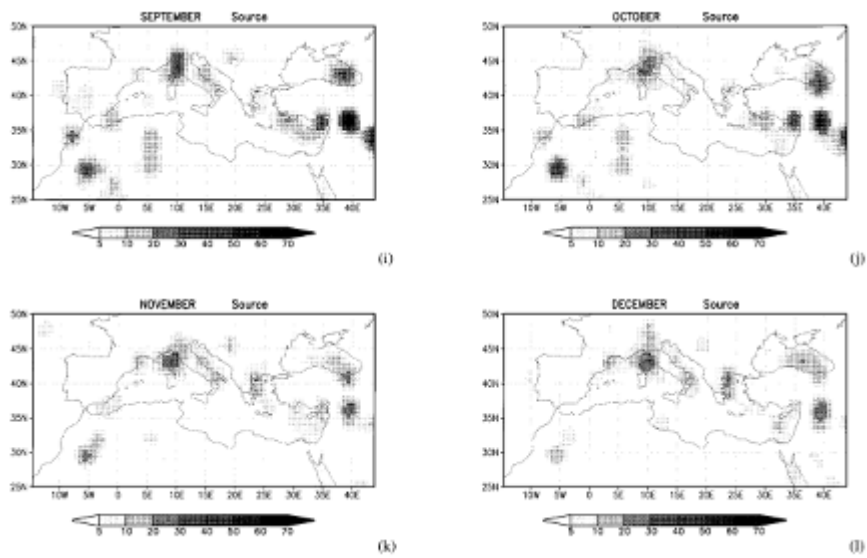 SEPTEMBER Source
50N
45N
40N
35N
30N
25N
10W 5W 0 5E 10E 15E 20E 25E 30E 35E 40E
5 10 20 30 40 50 60 70
(i)
OCTOBER Source
50N
45N
40N
35N
30N
25N
10W 5W 0 5E 10E 15E 20E 25E 30E 35E 40E
5 10 20 30 40 50 60 70
(j)
NOVEMBER Source
50N
45N
40N
35N
30N
25N
10W 5W 0 5E 10E 15E 20E 25E 30E 35E 40E
5 10 20 30 40 50 60 70
(k)
DECEMBER Source
50N
45N
40N
35N
30N
25N
10W 5W 0 5E 10E 15E 20E 25E 30E 35E 40E
5 10 20 30 40 50 60 70
(l)